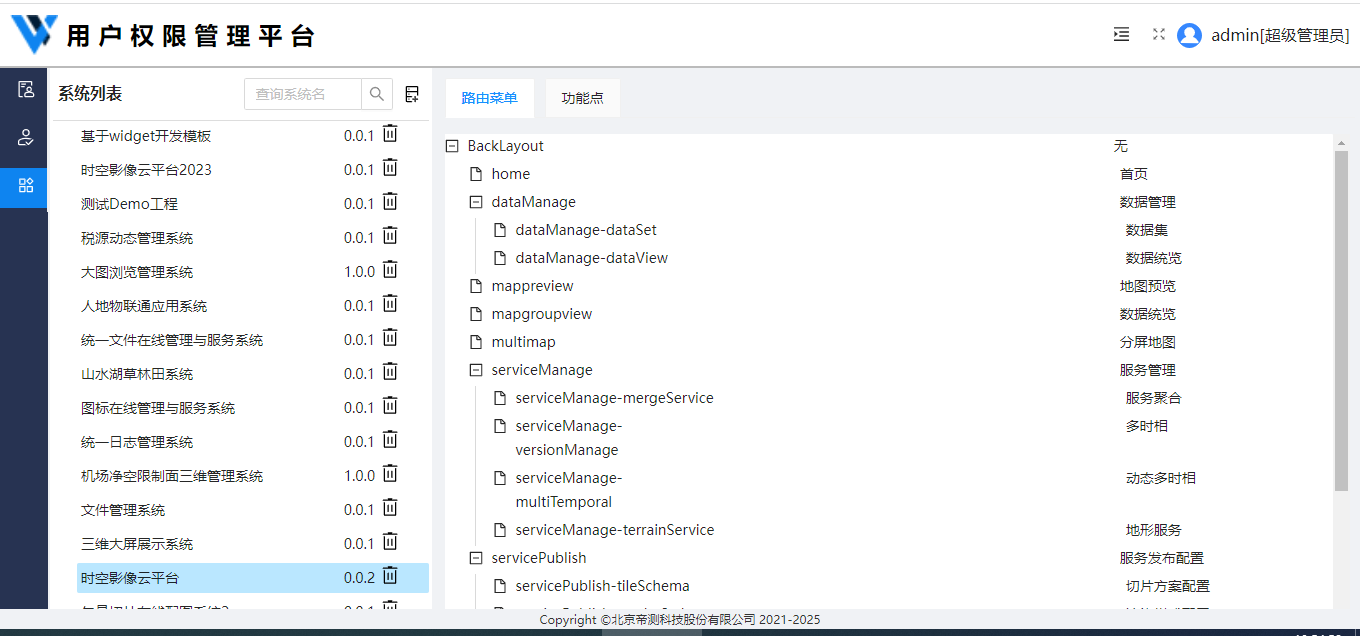 用户权限管理平台
admin[超级管理员]
系统列表
查询系统名
路由菜单
功能点
基于widget开发模板 0.0.1
时空影像云平台2023 0.0.1
测试Demo工程 0.0.1
税源动态管理系统 0.0.1
大图浏览管理系统 1.0.0
人地物联通应用系统 0.0.1
统一文件在线管理与服务系统 0.0.1
山水湖草林田系统 0.0.1
图标在线管理与服务系统 0.0.1
统一日志管理系统 0.0.1
机场净空限制面三维管理系统 1.0.0
文件管理系统 0.0.1
三维大屏展示系统 0.0.1
时空影像云平台 0.0.2
BackLayout 无
home 首页
dataManage 数据管理
dataManage-dataSet 数据集
dataManage-dataView 数据统览
mappreview 地图预览
mapgroupview 数据统览
multimap 分屏地图
serviceManage 服务管理
serviceManage-mergeService 服务聚合
serviceManage- 多时相
versionManage
serviceManage- 动态多时相
multiTemporal
serviceManage-terrainService 地形服务
servicePublish 服务发布配置
servicePublish-tileSchema 切片方案配置
Copyright ©北京帝测科技股份有限公司 2021-2025